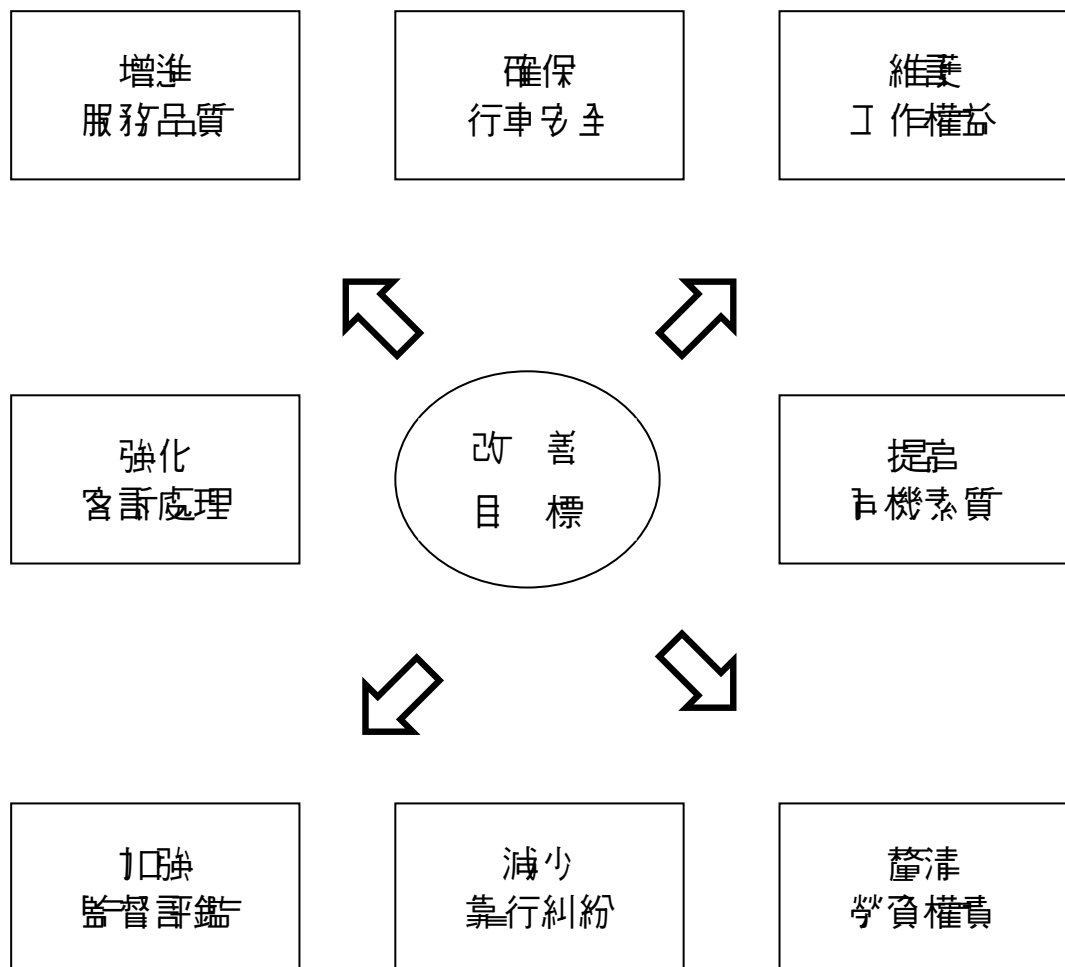 增進
服務品質
確保
行車安全
維護
工作權益
強化
客訴處理
改 善
目 標
提高
司機素質
加強
監督評鑑
減少
靠行糾紛
釐清
勞資權責